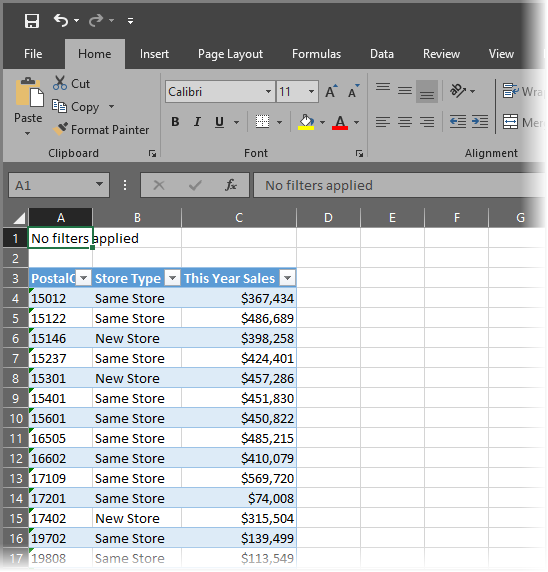 File Home Insert Page Layout Formulas Data Review View
Cut
Copy
Format Painter
Paste
Calibri 11 A A
B I U A
Clipboard Font Alignment
A1 fx No filters applied
A B C D E F G
1 No filters applied
2
3 PostalC Store Type This Year Sales
4 15012 Same Store $367,434
5 15122 Same Store $486,689
6 15146 New Store $398,258
7 15237 Same Store $424,401
8 15301 New Store $457,286
9 15401 Same Store $451,830
10 15601 Same Store $450,822
11 16505 Same Store $485,215
12 16602 Same Store $410,079
13 17109 Same Store $569,720
14 17201 Same Store $74,008
15 17402 New Store $315,504
16 19702 Same Store $139,499
17 19808 Same Store $113,549